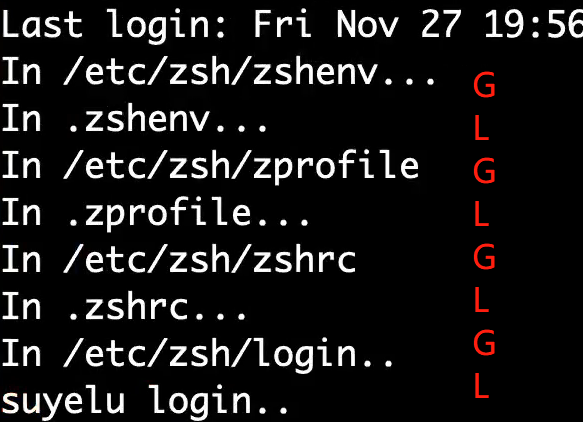 Last login: Fri Nov 27 19:56
In /etc/zsh/zshenv... G
In .zshenv... L
In /etc/zsh/zprofile G
In .zprofile... L
In /etc/zsh/zshrc G
In .zshrc... L
In /etc/zsh/login.. G
suyelu login.. L